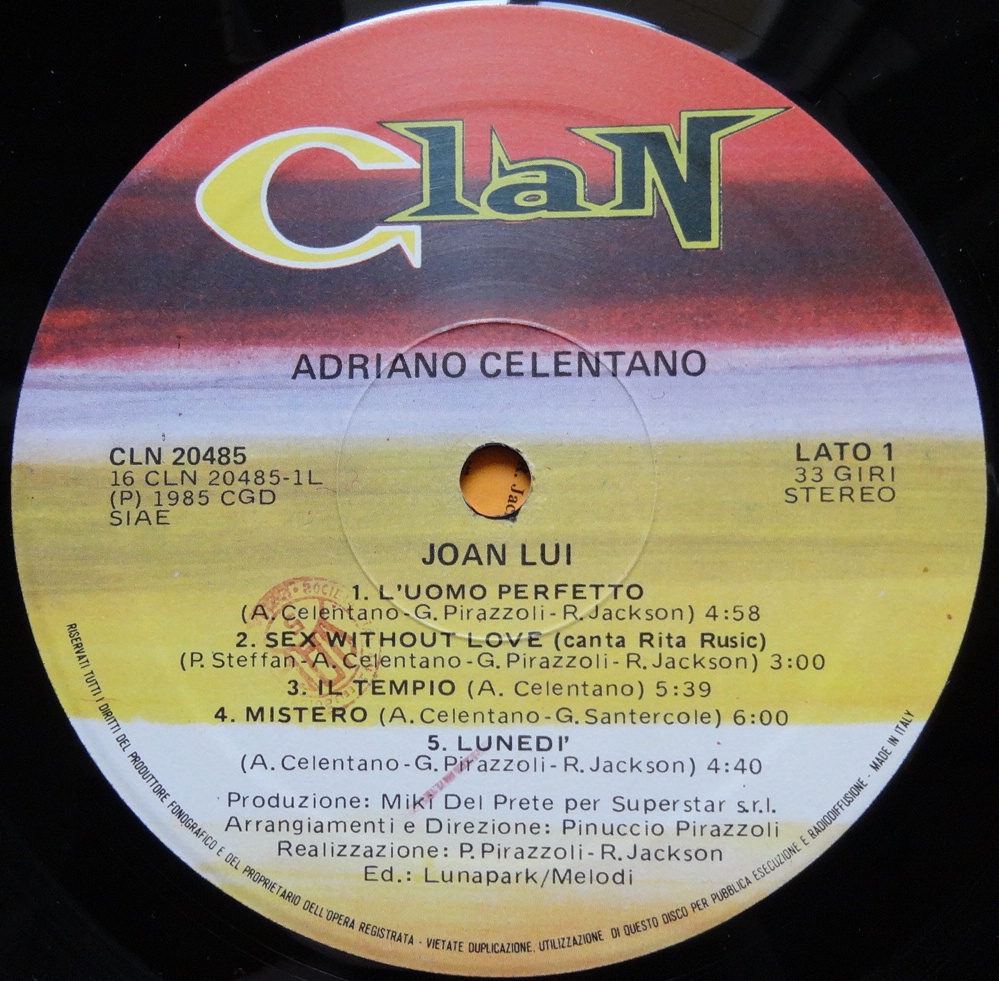 Clan
ADRIANO CELENTANO
CLN 20485
16 CLN 20485-1L
(P) 1985 CGD
SIAE
LATO 1
33 GIRI
STEREO
JOAN LUI
1. L'UOMO PERFETTO
(A. Celentano-G. Pirazzoli-R. Jackson) 4:58
2. SEX WITHOUT LOVE (canta Rita Rusic)
(P. Steffan-A. Celentano-G. Pirazzoli-R. Jackson) 3:00
3. IL TEMPIO (A. Celentano) 5:39
4. MISTERO (A. Celentano-G. Santercole) 6:00
5. LUNEDI'
(A. Celentano-G. Pirazzoli-R. Jackson) 4:40
Produzione: Miki Del Prete per Superstar s.r.l.
Arrangiamenti e Direzione: Pinuccio Pirazzoli
Realizzazione: P. Pirazzoli-R. Jackson
Ed.: Lunapark/Melodi
RISERVATI TUTTI I DIRITTI DEL PRODUTTORE FONOGRAFICO E DEL PROPRIETARIO DELL'OPERA REGISTRATA - VIETATE DUPLICAZIONE, UTILIZZAZIONE DI QUESTO DISCO PER PUBBLICA ESECUZIONE E RADIODIFFUSIONE - MADE IN ITALY